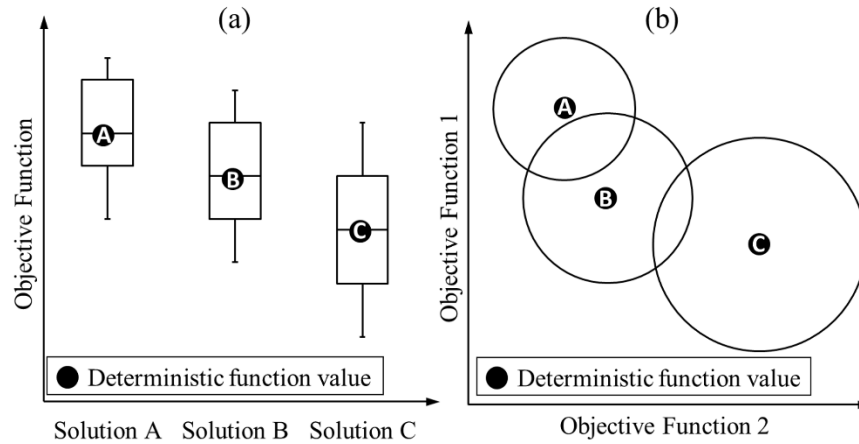 (a)
Objective Function
A
B
C
Deterministic function value
Solution A Solution B Solution C
(b)
Objective Function 1
A
B
C
Deterministic function value
Objective Function 2